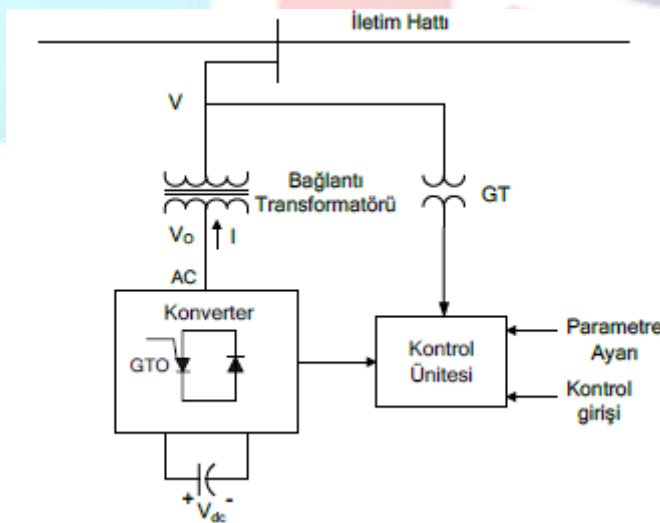 İletim Hattı
V
Bağlantı
Transformatörü
GT
Vo
I
AC
Konverter
GTO
Kontrol
Ünitesi
Parametre
Ayarı
Kontrol
girişi
+ -
Vdc